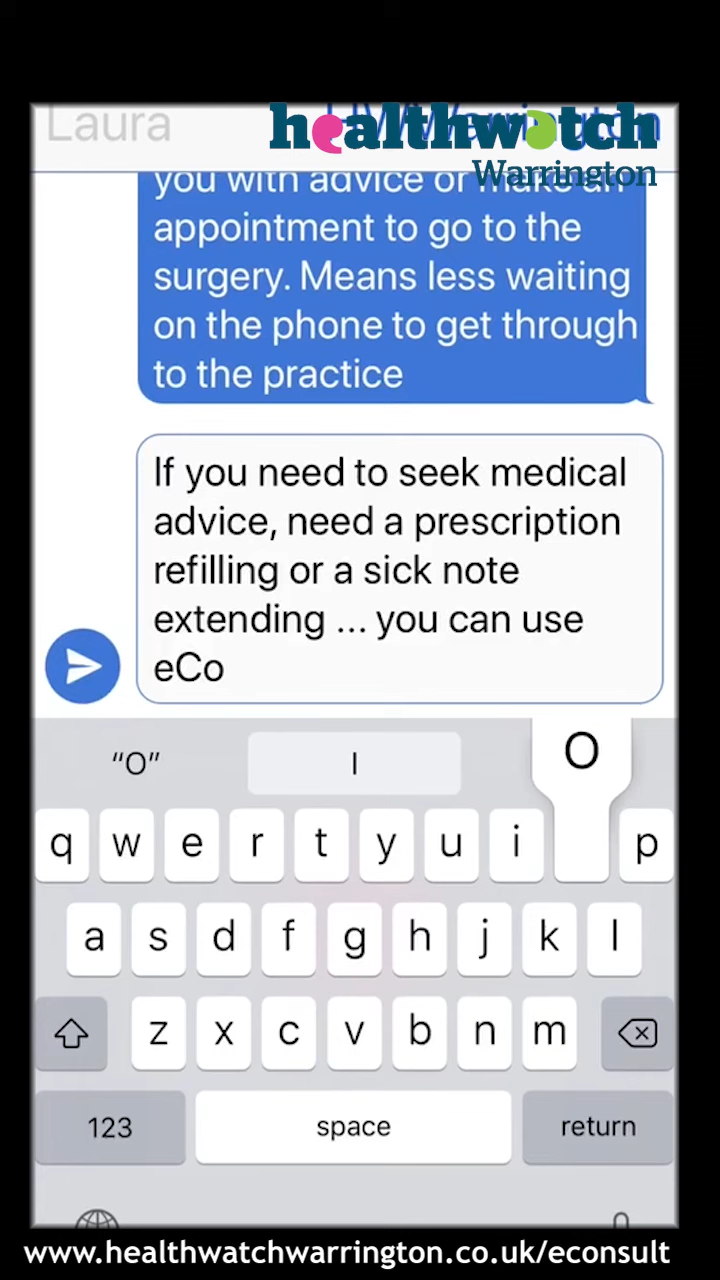 Laura
healthwatch
Warrington
you with advice or make an
appointment to go to the
surgery. Means less waiting
on the phone to get through
to the practice
If you need to seek medical
advice, need a prescription
refilling or a sick note
extending ... you can use
eCo
“O” I O
q w e r t y u i p
a s d f g h j k l
z x c v b n m
123 space return
www.healthwatchwarrington.co.uk/econsult